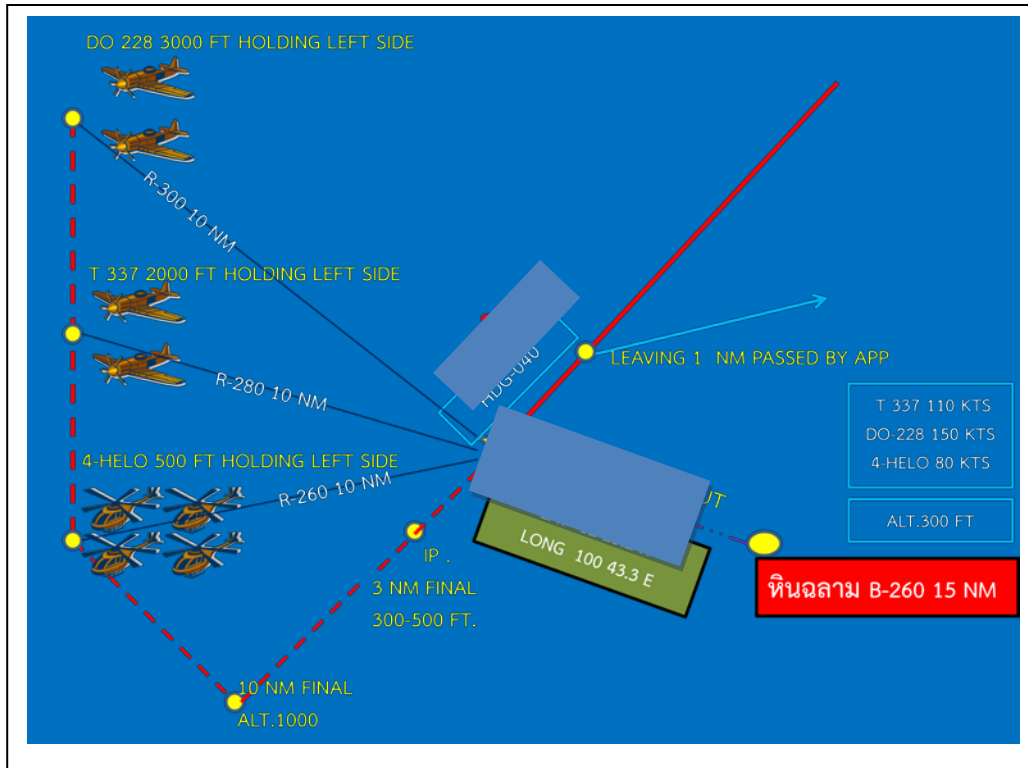 DO 228 3000 FT HOLDING LEFT SIDE
R-300 10 NM
T 337 2000 FT HOLDING LEFT SIDE
R-280 10 NM
HDG-040
LEAVING 1 NM PASSED BY APP
T 337 110 KTS
DO-228 150 KTS
4-HELO 80 KTS
ALT.300 FT
4-HELO 500 FT HOLDING LEFT SIDE
R-260 10 NM
LONG 100 43.3 E
IP .
3 NM FINAL
300-500 FT.
หินฉลาม B-260 15 NM
10 NM FINAL
ALT.1000